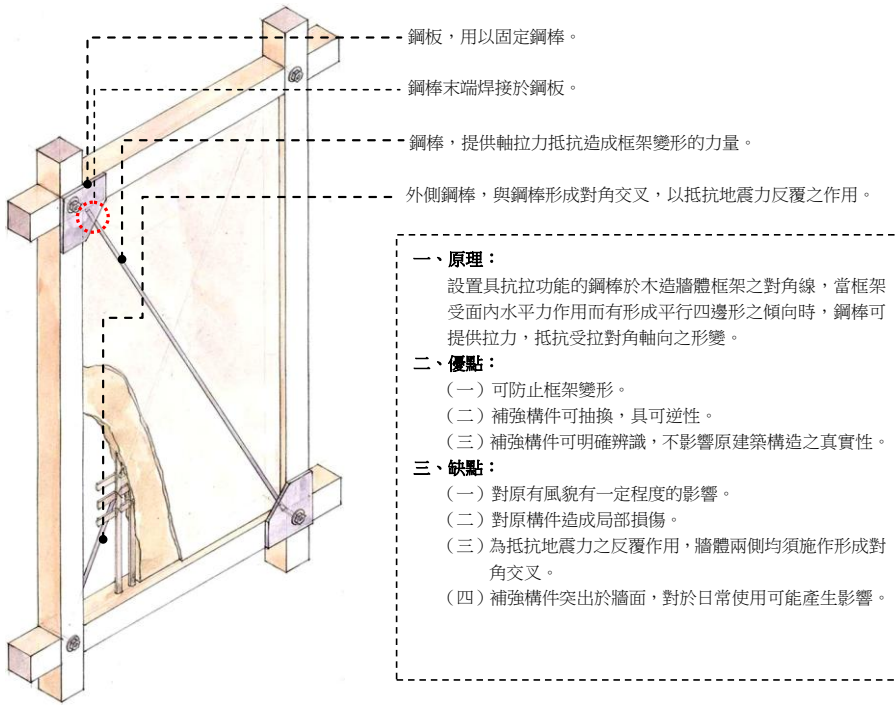 鋼板，用以固定鋼棒。
鋼棒末端焊接於鋼板。
鋼棒，提供軸拉力抵抗造成框架變形的力量。
外側鋼棒，與鋼棒形成對角交叉，以抵抗地震力反覆之作用。
一、原理：
設置具抗拉功能的鋼棒於木造牆體框架之對角線，當框架
受面內水平力作用而有形成平行四邊形之傾向時，鋼棒可
提供拉力，抵抗受拉對角軸向之形變。
二、優點：
（一）可防止框架變形。
（二）補強構件可抽換，具可逆性。
（三）補強構件可明確辨識，不影響原建築構造之真實性。
三、缺點：
（一）對原有風貌有一定程度的影響。
（二）對原構件造成局部損傷。
（三）為抵抗地震力之反覆作用，牆體兩側均須施作形成對
角交叉。
（四）補強構件突出於牆面，對於日常使用可能產生影響。